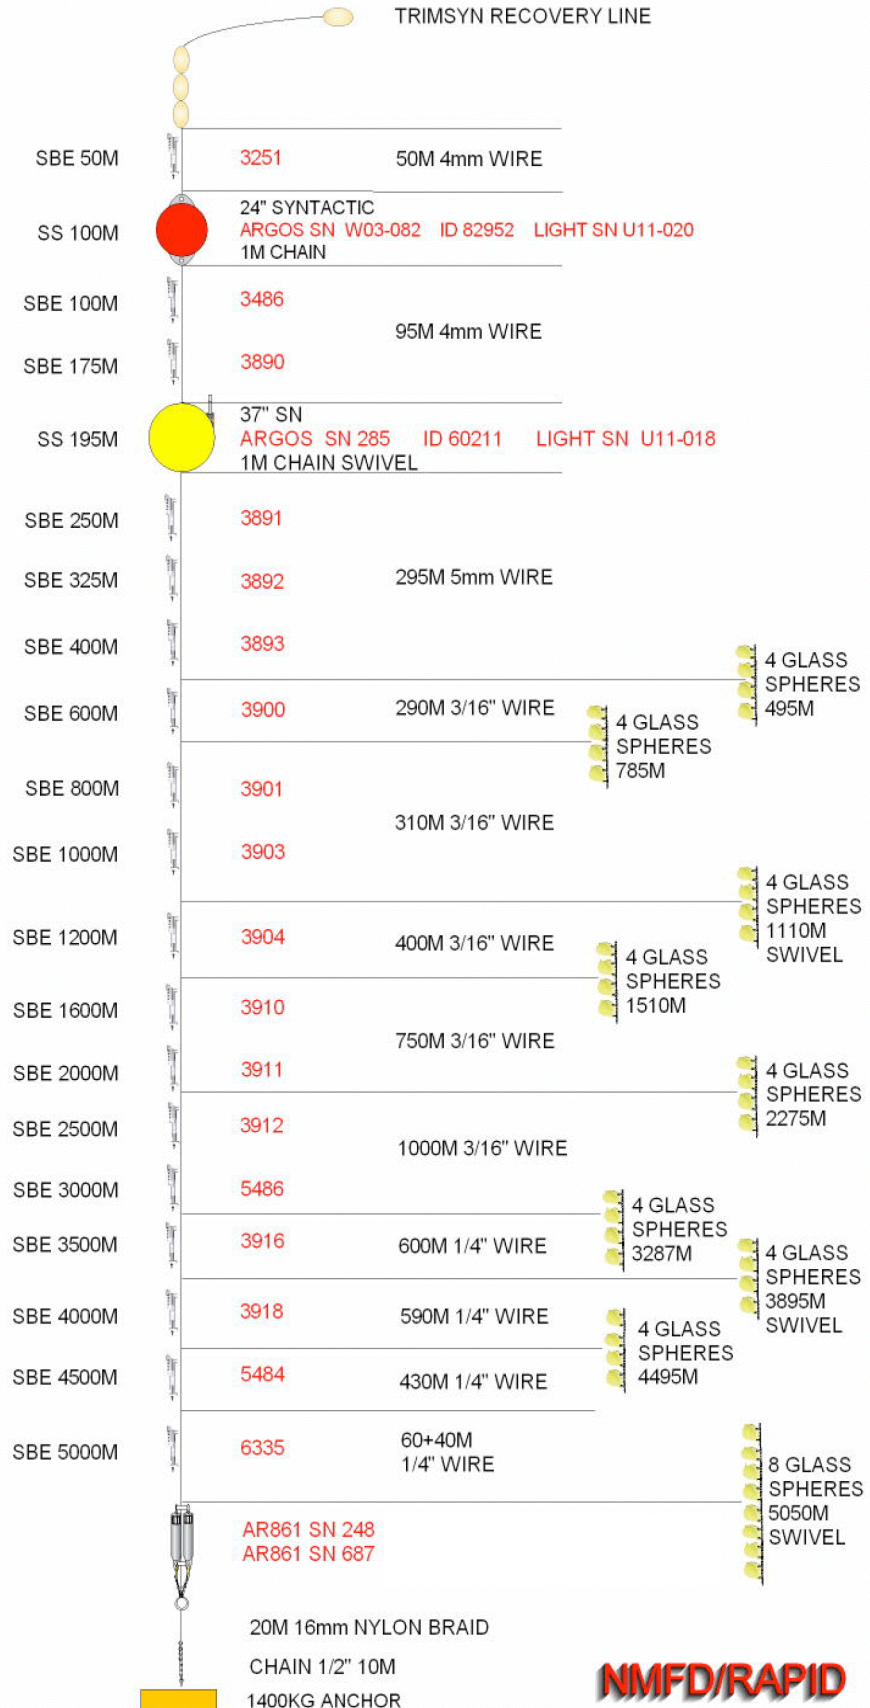 TRIMSYN RECOVERY LINE
SBE 50M 3251 50M 4mm WIRE
24" SYNTACTIC
SS 100M ARGOS SN W03-082 ID 82952 LIGHT SN U11-020
1M CHAIN
SBE 100M 3486
95M 4mm WIRE
SBE 175M 3890
37" SN
SS 195M ARGOS SN 285 ID 60211 LIGHT SN U11-018
1M CHAIN SWIVEL
SBE 250M 3891
SBE 325M 3892 295M 5mm WIRE
SBE 400M 3893
4 GLASS
SPHERES
495M
SBE 600M 3900 290M 3/16" WIRE
4 GLASS
SPHERES
785M
SBE 800M 3901
310M 3/16" WIRE
SBE 1000M 3903
4 GLASS
SPHERES
1110M
SWIVEL
SBE 1200M 3904 400M 3/16" WIRE
4 GLASS
SPHERES
1510M
SBE 1600M 3910
750M 3/16" WIRE
SBE 2000M 3911
4 GLASS
SPHERES
2275M
SBE 2500M 3912
1000M 3/16" WIRE
SBE 3000M 5486
4 GLASS
SPHERES
3287M
SBE 3500M 3916 600M 1/4" WIRE
4 GLASS
SPHERES
3895M
SWIVEL
SBE 4000M 3918 590M 1/4" WIRE
4 GLASS
SPHERES
4495M
SBE 4500M 5484 430M 1/4" WIRE
SBE 5000M 6335 60+40M
1/4" WIRE
8 GLASS
SPHERES
5050M
SWIVEL
AR861 SN 248
AR861 SN 687
20M 16mm NYLON BRAID
CHAIN 1/2" 10M
1400KG ANCHOR
NMFD/RAPID